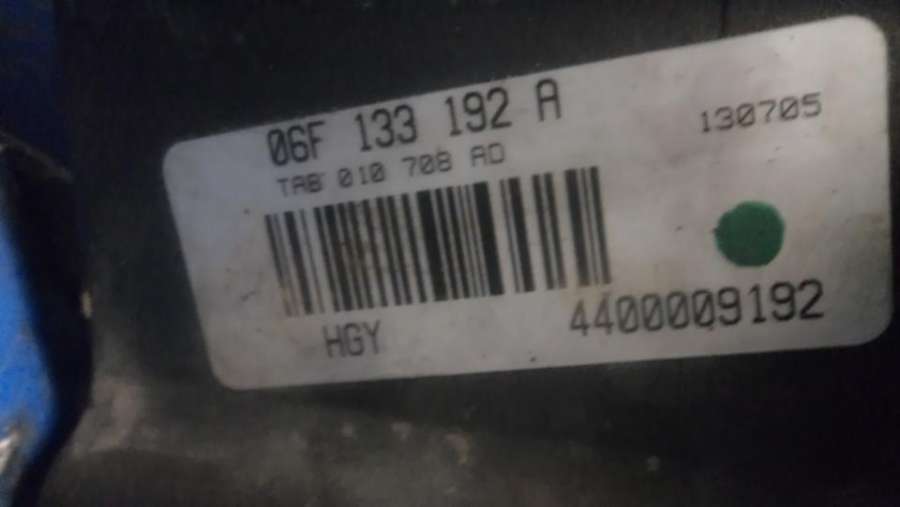 06F 133 192 A
130705
TAB 010 708 AD
HGY
4400009192